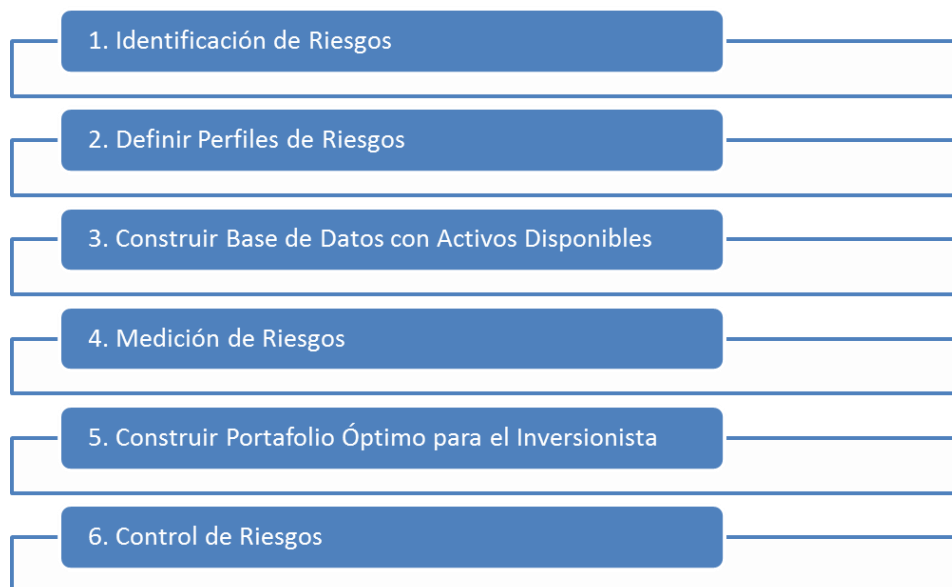 1. Identificación de Riesgos
2. Definir Perfiles de Riesgos
3. Construir Base de Datos con Activos Disponibles
4. Medición de Riesgos
5. Construir Portafolio Óptimo para el Inversionista
6. Control de Riesgos